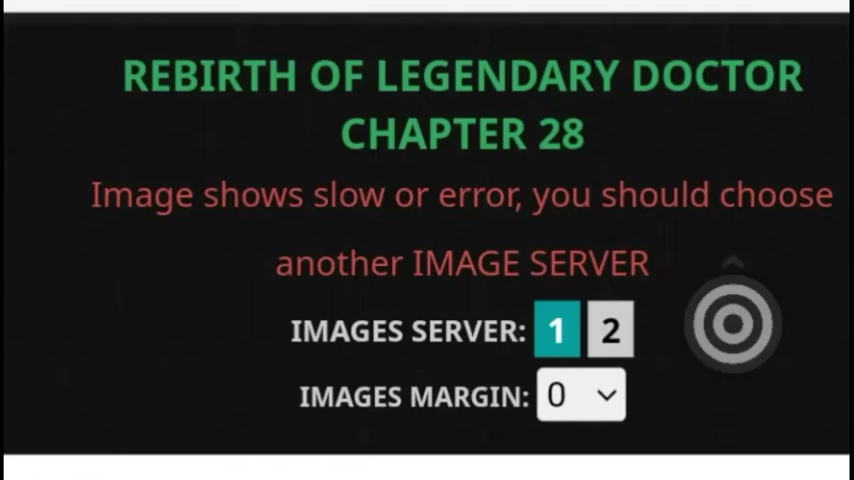 REBIRTH OF LEGENDARY DOCTOR
CHAPTER 28
Image shows slow or error, you should choose
another IMAGE SERVER
IMAGES SERVER: 1 2
IMAGES MARGIN: 0